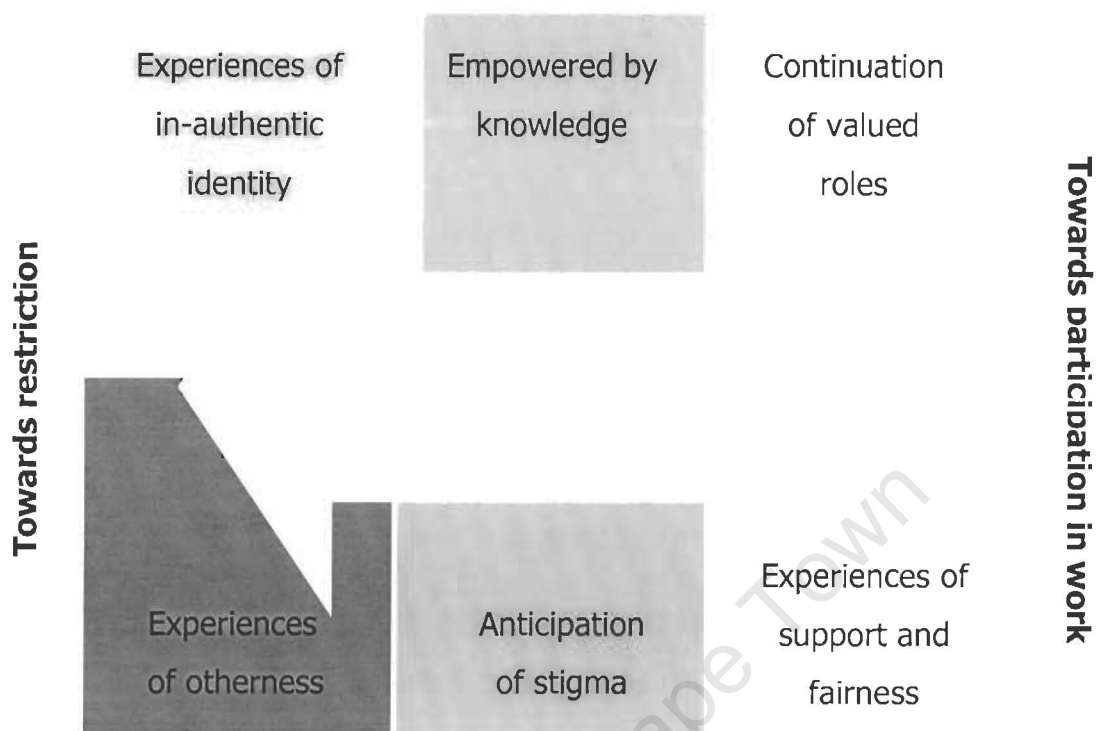 Experiences of
in-authentic
identity
Empowered by
knowledge
Continuation
of valued
roles
Towards restriction
Towards participation in work
Experiences
of otherness
Anticipation
of stigma
Experiences of
support and
fairness
Town